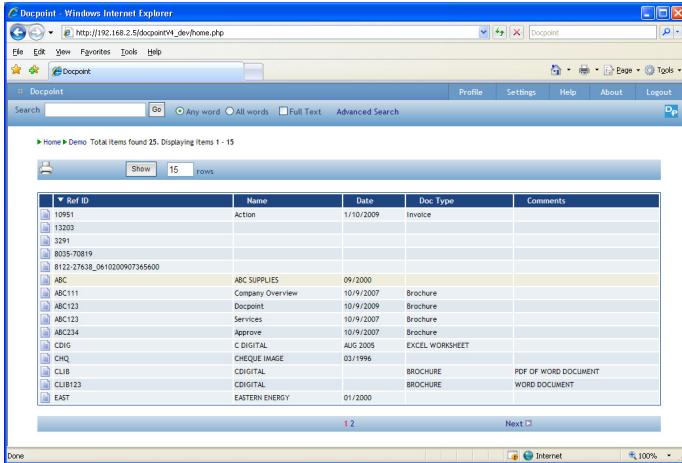 Docpoint - Windows Internet Explorer
http://192.168.2.5/docpointV4_dev/home.php Docpoint
File Edit View Favorites Tools Help
Docpoint Page Tools
:: Docpoint Profile Settings Help About Logout
Search Go Any word All words Full Text Advanced Search DP
Home Demo Total Items found 25. Displaying Items 1 - 15
Show 15 rows
Ref ID Name Date Doc Type Comments
10951 Action 1/10/2009 Invoice
13203
3291
8035-70819
8122-27638_0610200907365600
ABC ABC SUPPLIES 09/2000
ABC111 Company Overview 10/9/2007 Brochure
ABC123 Docpoint 10/9/2009 Brochure
ABC123 Services 10/9/2007 Brochure
ABC234 Approve 10/9/2007 Brochure
CDIG C DIGITAL AUG 2005 EXCEL WORKSHEET
CHQ CHEQUE IMAGE 03/1996
CLIB CDIGITAL BROCHURE PDF OF WORD DOCUMENT
CLIB123 CDIGITAL BROCHURE WORD DOCUMENT
EAST EASTERN ENERGY 01/2000
1 2 Next
Done Internet 100%